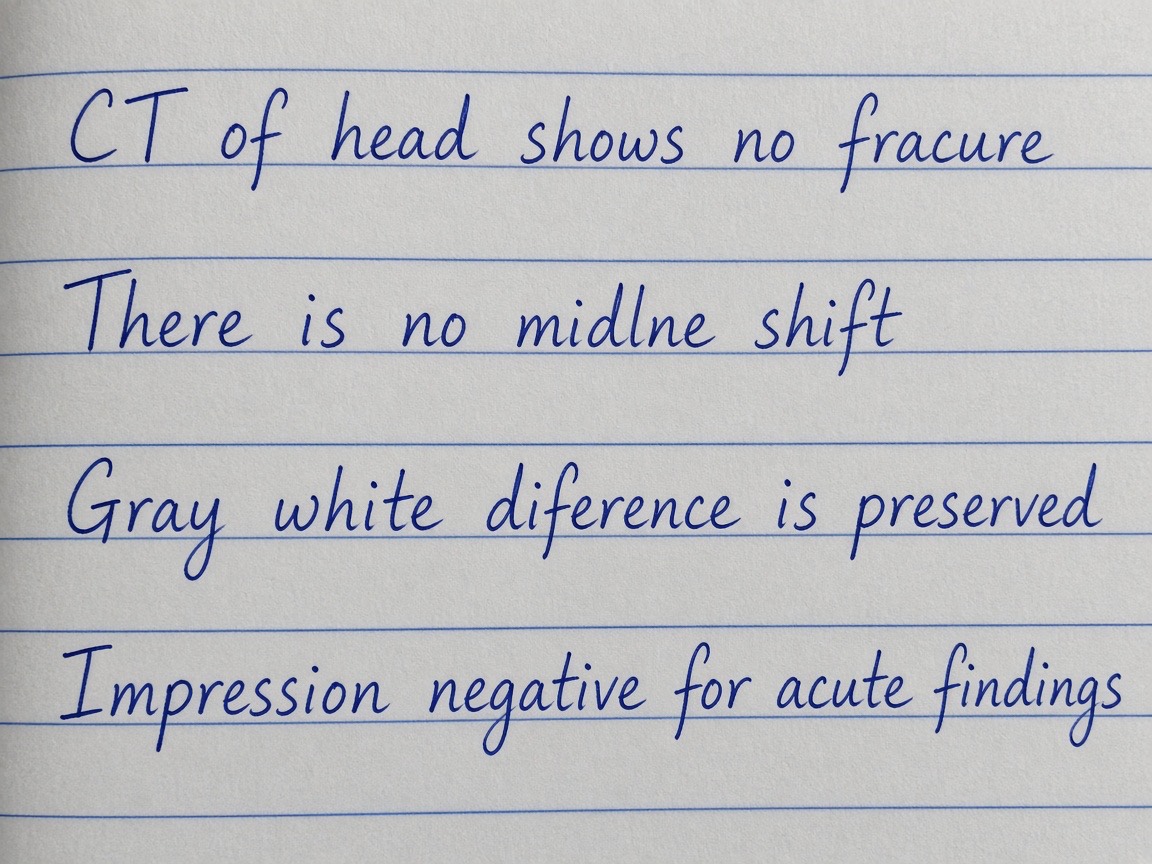 CT of head shows no fracure
There is no midlne shift
Gray white diference is preserved
Impression negative for acute findings